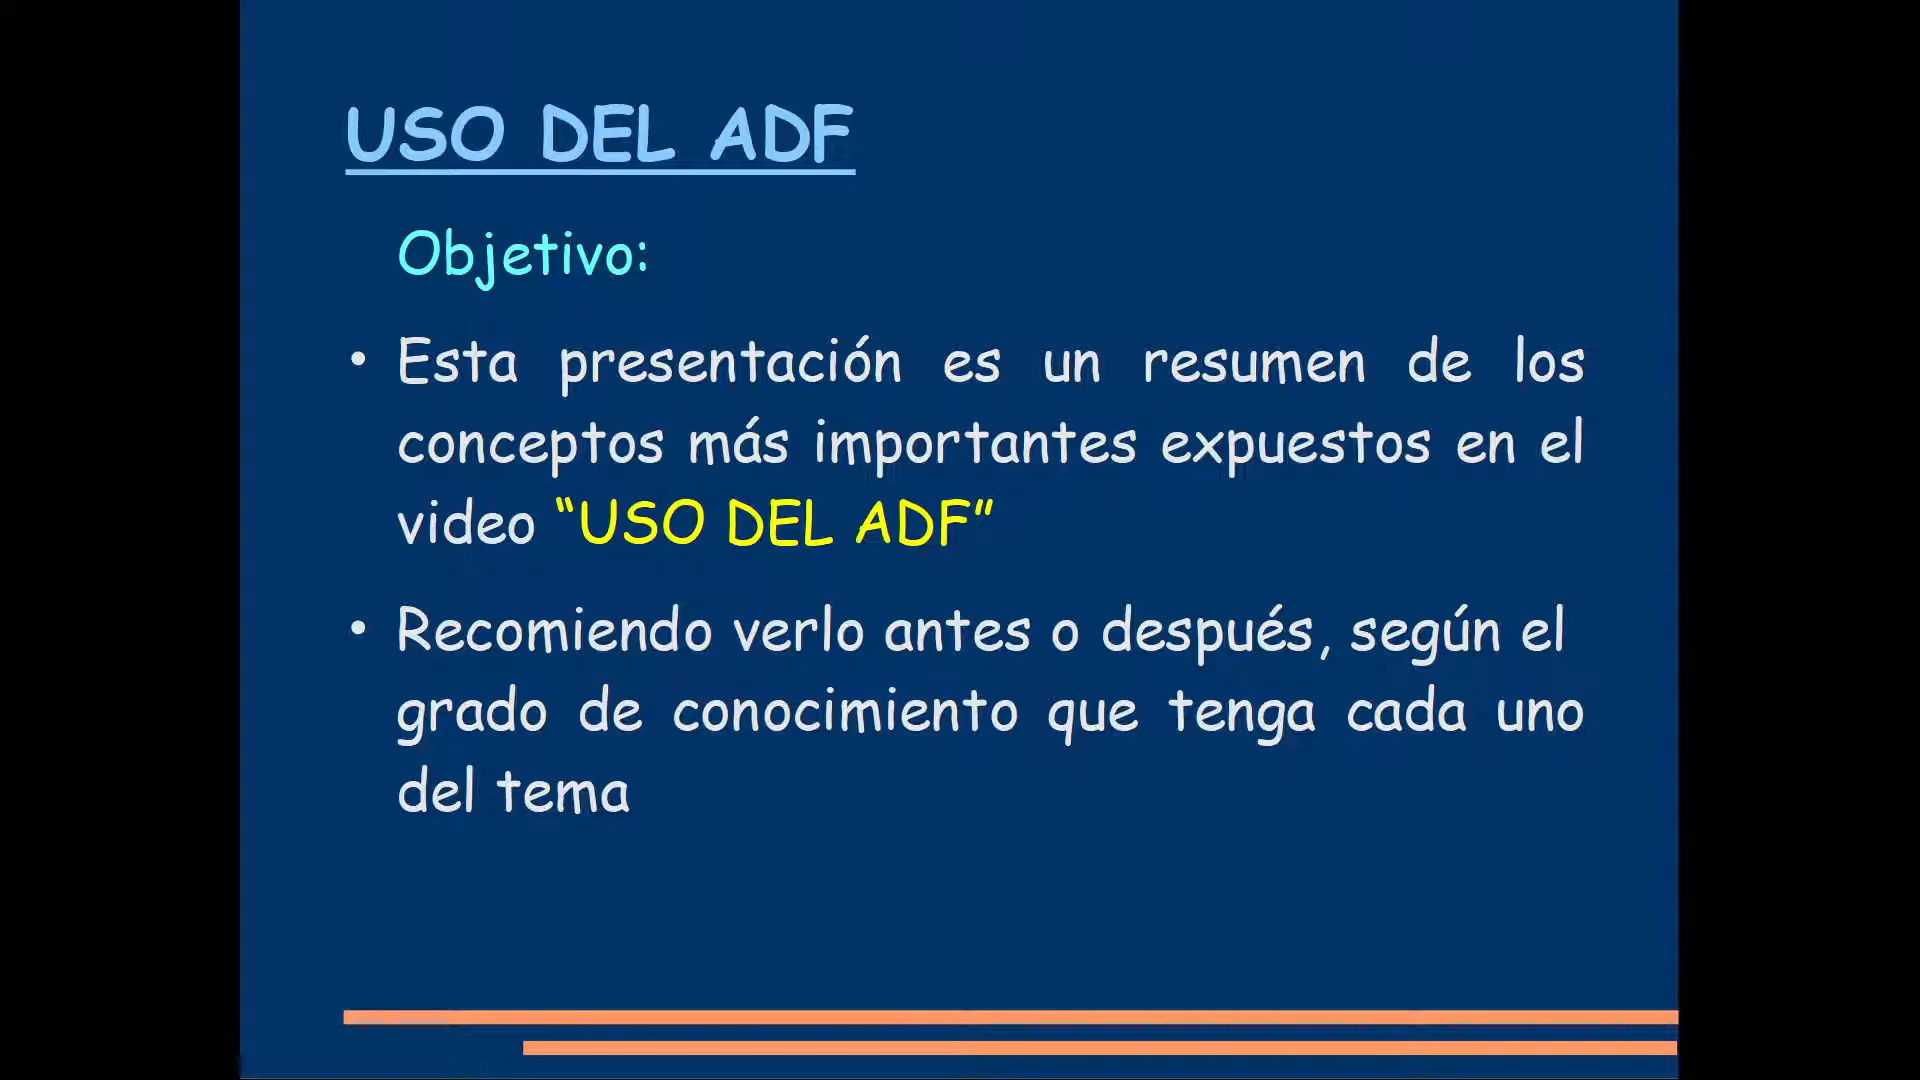 USO DEL ADF
Objetivo:
• Esta presentación es un resumen de los
conceptos más importantes expuestos en el
video “USO DEL ADF”
• Recomiendo verlo antes o después, según el
grado de conocimiento que tenga cada uno
del tema